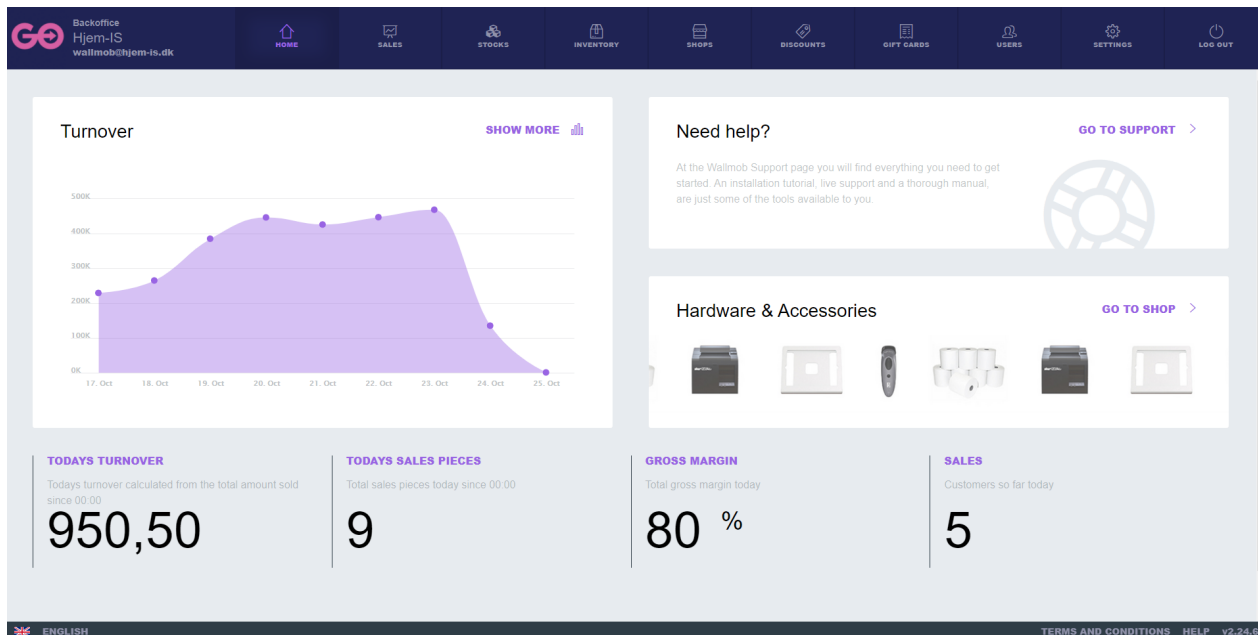 Backoffice
Hjem-IS
wallmob@hjem-is.dk
HOME
SALES
STOCKS
INVENTORY
SHOPS
DISCOUNTS
GIFT CARDS
USERS
SETTINGS
LOG OUT
Turnover
SHOW MORE
500K
400K
300K
200K
100K
0K
17. Oct
18. Oct
19. Oct
20. Oct
21. Oct
22. Oct
23. Oct
24. Oct
25. Oct
Need help?
GO TO SUPPORT
At the Wallmob Support page you will find everything you need to get
started. An installation tutorial, live support and a thorough manual,
are just some of the tools available to you.
Hardware & Accessories
GO TO SHOP
TODAYS TURNOVER
Todays turnover calculated from the total amount sold
since 00:00
950,50
TODAYS SALES PIECES
Total sales pieces today since 00:00
9
GROSS MARGIN
Total gross margin today
80 %
SALES
Customers so far today
5
ENGLISH
TERMS AND CONDITIONS
HELP